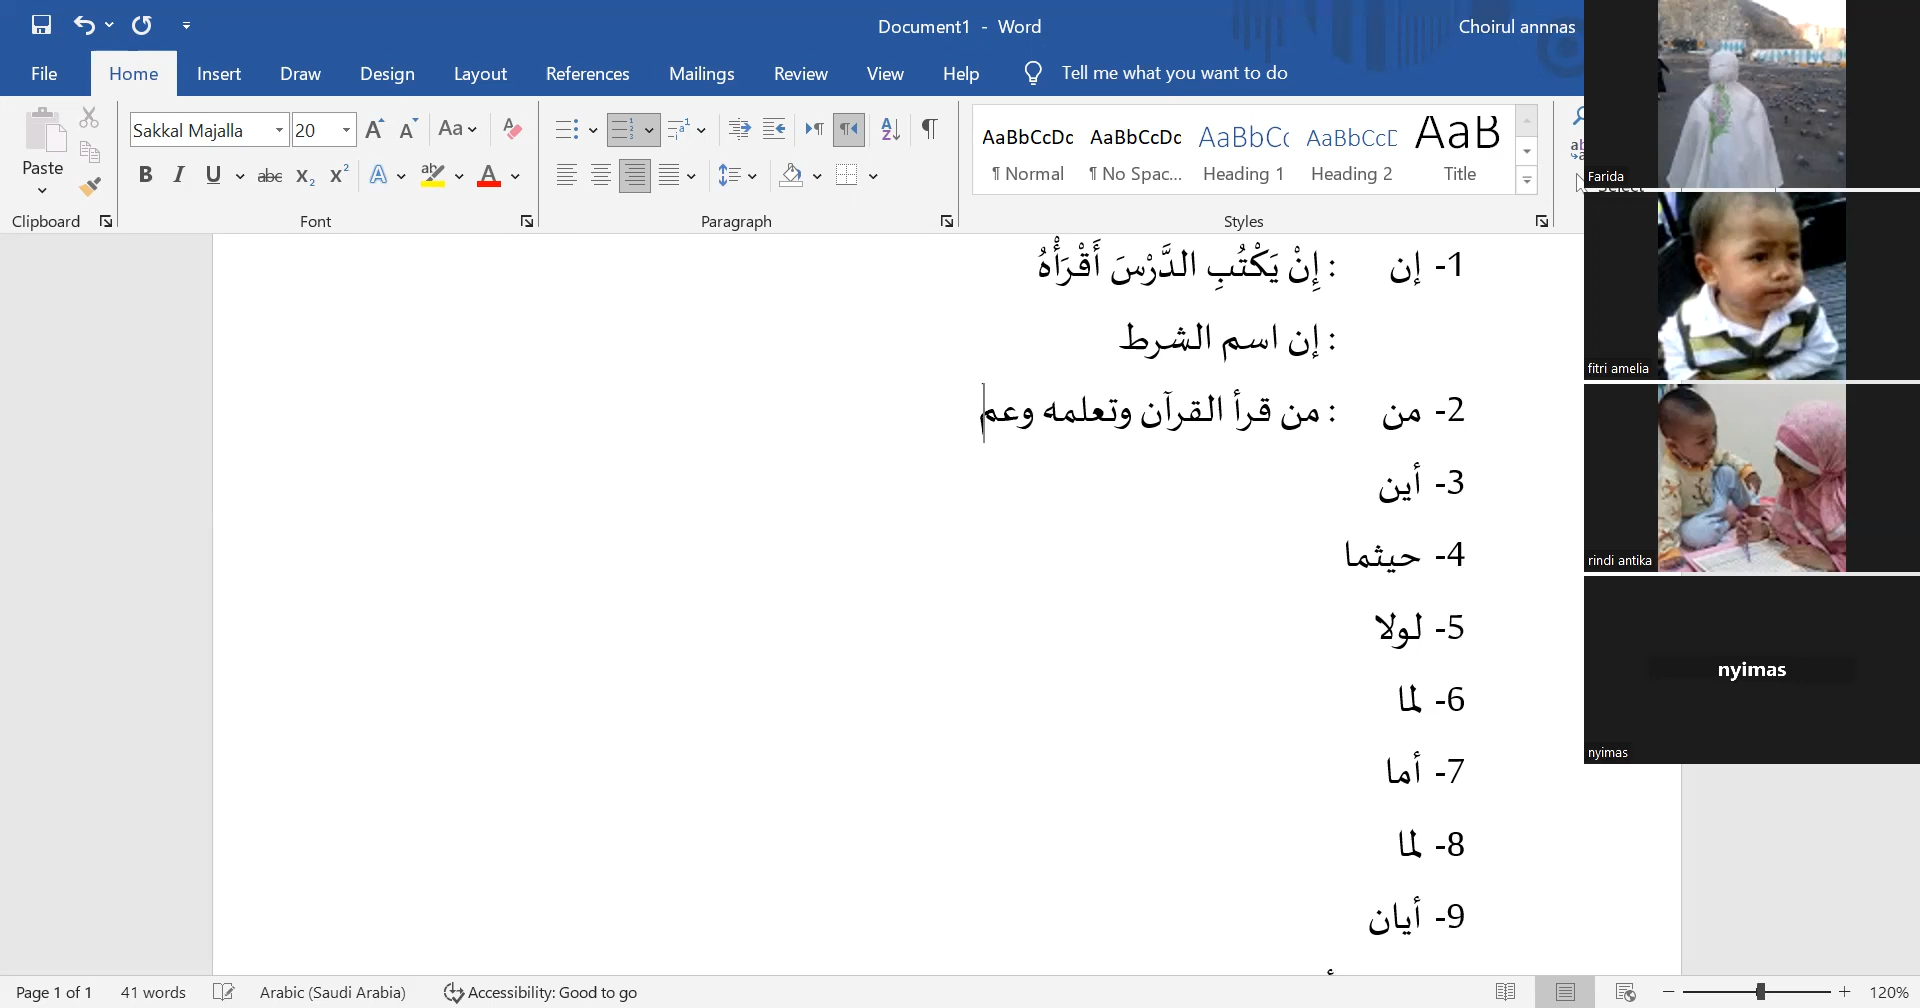 Document1 - Word
Choirul annnas
File Home Insert Draw Design Layout References Mailings Review View Help Tell me what you want to do
Sakkal Majalla 20
Paste
Clipboard Font Paragraph Styles
AaBbCcDc AaBbCcDc AaBbCc AaBbCcD AaB
¶ Normal ¶ No Spac... Heading 1 Heading 2 Title
Farida
fitri amelia
rindi antika
nyimas
nyimas
1- إن : إِنْ يَكْتُبِ الدَّرْسَ أَقْرَأْهُ
: إن اسم الشرط
2- من : من قرأ القرآن وتعلمه وعم
3- أين
4- حيثما
5- لولا
6- لما
7- أما
8- لما
9- أيان
Page 1 of 1 41 words Arabic (Saudi Arabia) Accessibility: Good to go 120%